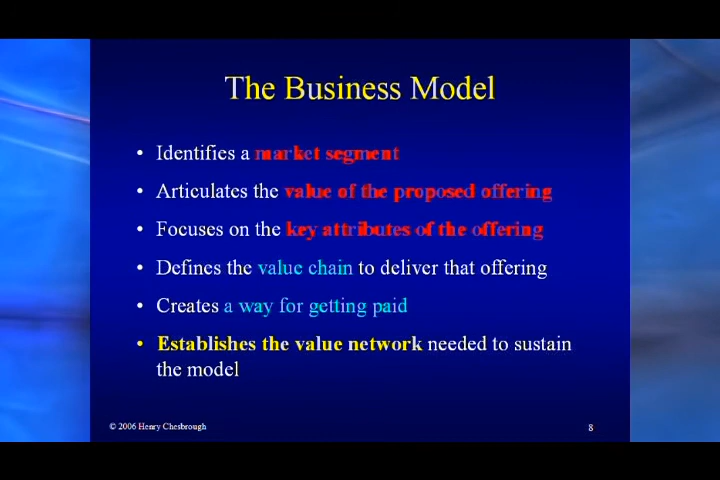 The Business Model
• Identifies a market segment
• Articulates the value of the proposed offering
• Focuses on the key attributes of the offering
• Defines the value chain to deliver that offering
• Creates a way for getting paid
• Establishes the value network needed to sustain
the model
© 2006 Henry Chesbrough
8